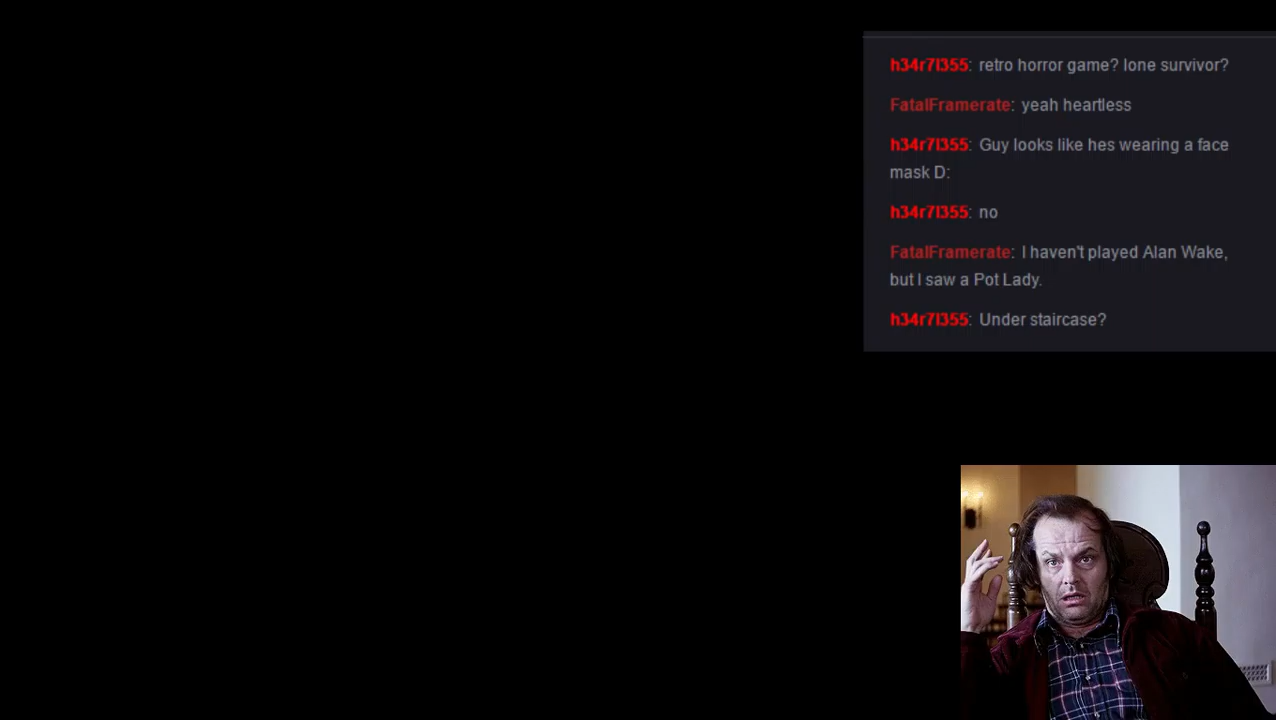 h34r7l355: retro horror game? lone survivor?
FatalFramerate: yeah heartless
h34r7l355: Guy looks like hes wearing a face
mask D:
h34r7l355: no
FatalFramerate: I haven't played Alan Wake,
but I saw a Pot Lady.
h34r7l355: Under staircase?